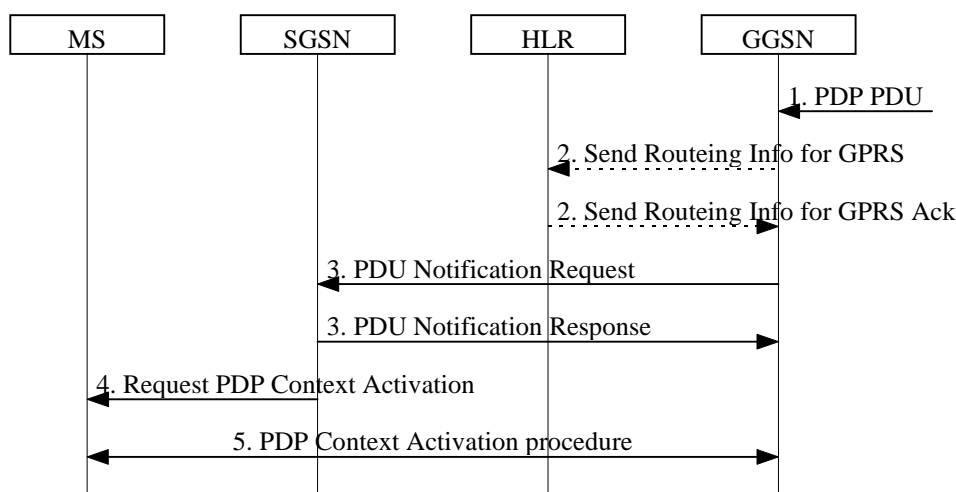 MS
SGSN
HLR
GGSN
1. PDP PDU
2. Send Routeing Info for GPRS
2. Send Routeing Info for GPRS Ack
3. PDU Notification Request
3. PDU Notification Response
4. Request PDP Context Activation
5. PDP Context Activation procedure